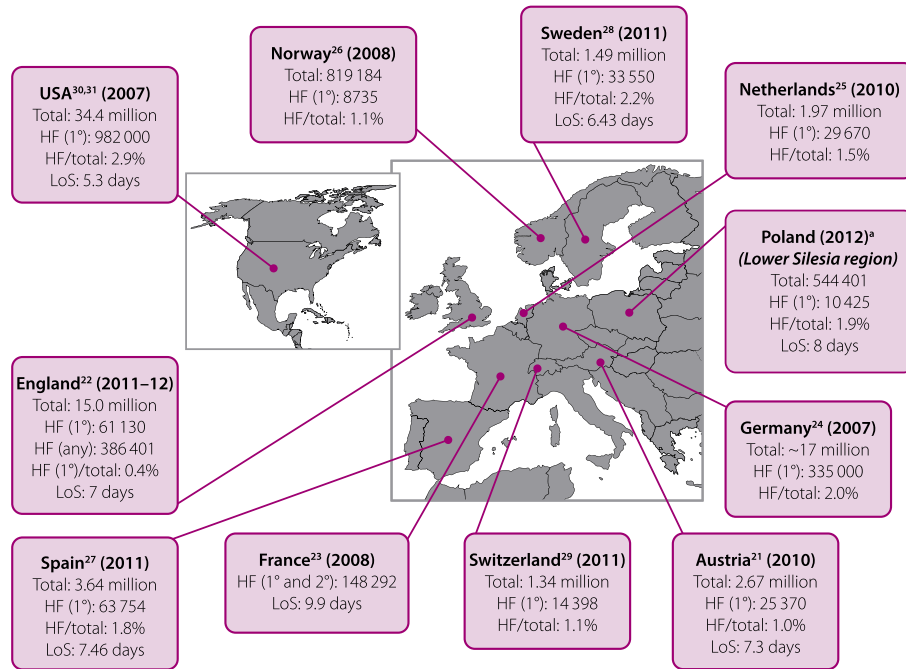 Sweden²⁸ (2011)
Total: 1.49 million
HF (1°): 33 550
HF/total: 2.2%
LoS: 6.43 days
Norway²⁶ (2008)
Total: 819 184
HF (1°): 8735
HF/total: 1.1%
USA³⁰,³¹ (2007)
Total: 34.4 million
HF (1°): 982 000
HF/total: 2.9%
LoS: 5.3 days
Netherlands²⁵ (2010)
Total: 1.97 million
HF (1°): 29 670
HF/total: 1.5%
Poland (2012)ᵃ
(Lower Silesia region)
Total: 544 401
HF (1°): 10 425
HF/total: 1.9%
LoS: 8 days
England²² (2011–12)
Total: 15.0 million
HF (1°): 61 130
HF (any): 386 401
HF (1°)/total: 0.4%
LoS: 7 days
Germany²⁴ (2007)
Total: ~17 million
HF (1°): 335 000
HF/total: 2.0%
Spain²⁷ (2011)
Total: 3.64 million
HF (1°): 63 754
HF/total: 1.8%
LoS: 7.46 days
France²³ (2008)
HF (1° and 2°): 148 292
LoS: 9.9 days
Switzerland²⁹ (2011)
Total: 1.34 million
HF (1°): 14 398
HF/total: 1.1%
Austria²¹ (2010)
Total: 2.67 million
HF (1°): 25 370
HF/total: 1.0%
LoS: 7.3 days